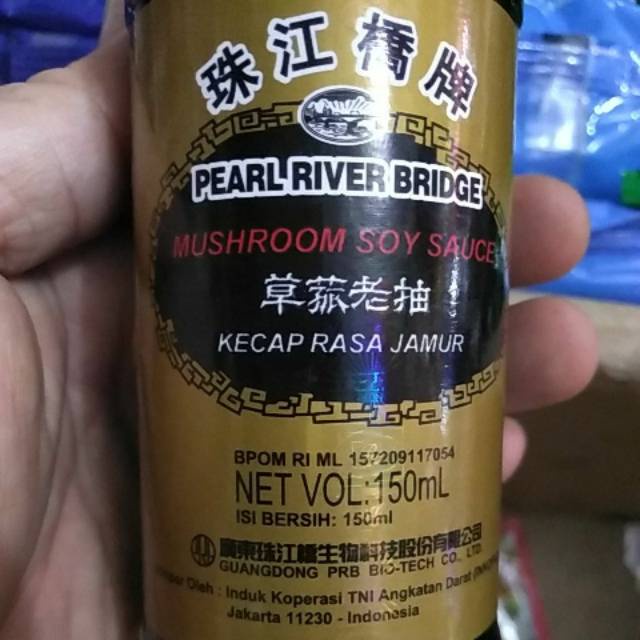 珠江橋牌
PEARL RIVER BRIDGE
MUSHROOM SOY SAUCE
草菰老抽
KECAP RASA JAMUR
BPOM RI ML 157209117054
NET VOL:150mL
ISI BERSIH: 150ml
廣東珠江橋生物科技股份有限公司
GUANGDONG PRB BIO-TECH CO., LTD.
Oleh : Induk Koperasi TNI Angkatan Darat
Jakarta 11230 - Indonesia